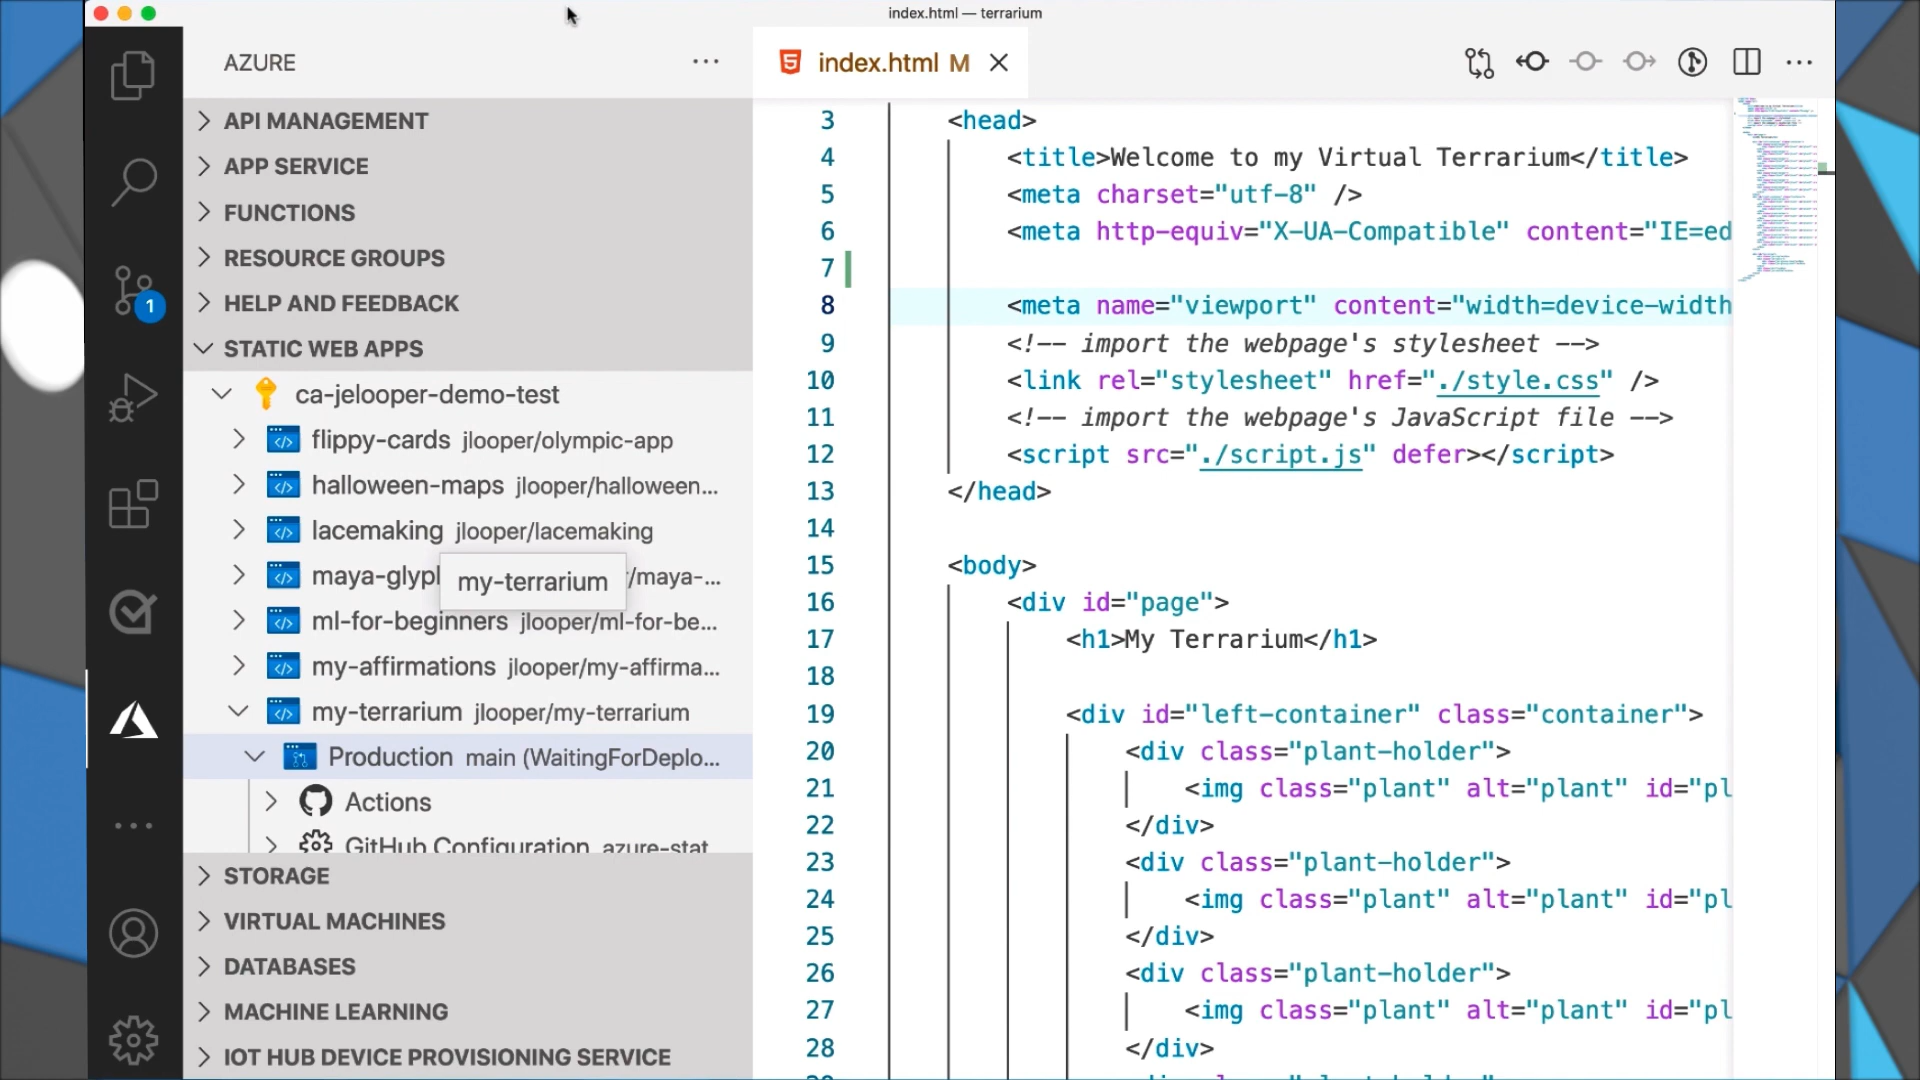 index.html — terrarium
AZURE
···
index.html M
API MANAGEMENT
APP SERVICE
FUNCTIONS
RESOURCE GROUPS
HELP AND FEEDBACK
STATIC WEB APPS
ca-jelooper-demo-test
flippy-cards jlooper/olympic-app
halloween-maps jlooper/halloween...
lacemaking jlooper/lacemaking
maya-glyp /maya-...
my-terrarium
ml-for-beginners jlooper/ml-for-be...
my-affirmations jlooper/my-affirma...
my-terrarium jlooper/my-terrarium
Production main (WaitingForDeplo...
Actions
GitHub Configuration azure-stat
STORAGE
VIRTUAL MACHINES
DATABASES
MACHINE LEARNING
IOT HUB DEVICE PROVISIONING SERVICE
1
3 <head>
4 <title>Welcome to my Virtual Terrarium</title>
5 <meta charset="utf-8" />
6 <meta http-equiv="X-UA-Compatible" content="IE=ed
7
8 <meta name="viewport" content="width=device-width
9 <!-- import the webpage's stylesheet -->
10 <link rel="stylesheet" href="./style.css" />
11 <!-- import the webpage's JavaScript file -->
12 <script src="./script.js" defer></script>
13 </head>
14
15 <body>
16 <div id="page">
17 <h1>My Terrarium</h1>
18
19 <div id="left-container" class="container">
20 <div class="plant-holder">
21 <img class="plant" alt="plant" id="pl
22 </div>
23 <div class="plant-holder">
24 <img class="plant" alt="plant" id="pl
25 </div>
26 <div class="plant-holder">
27 <img class="plant" alt="plant" id="pl
28 </div>